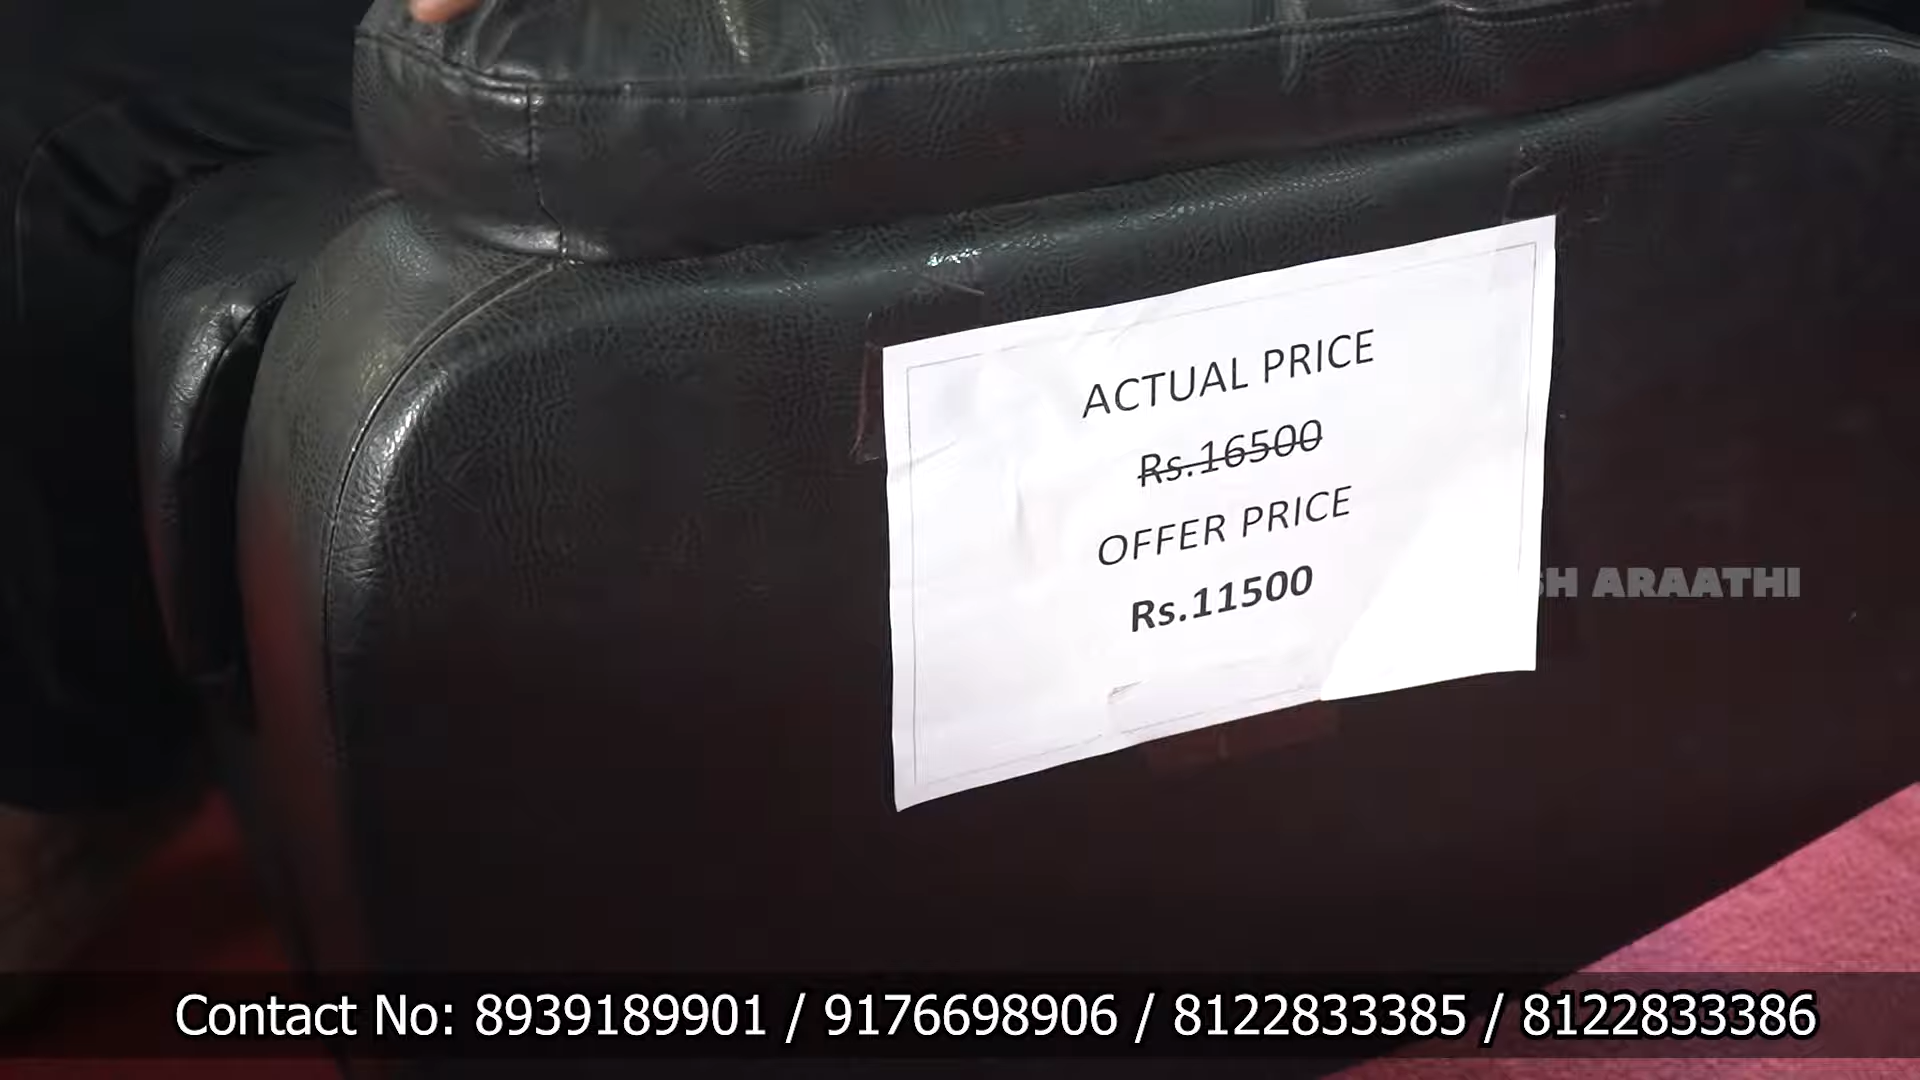 ACTUAL PRICE
Rs.16500
OFFER PRICE
Rs.11500
ARAATHI
Contact No: 8939189901 / 9176698906 / 8122833385 / 8122833386